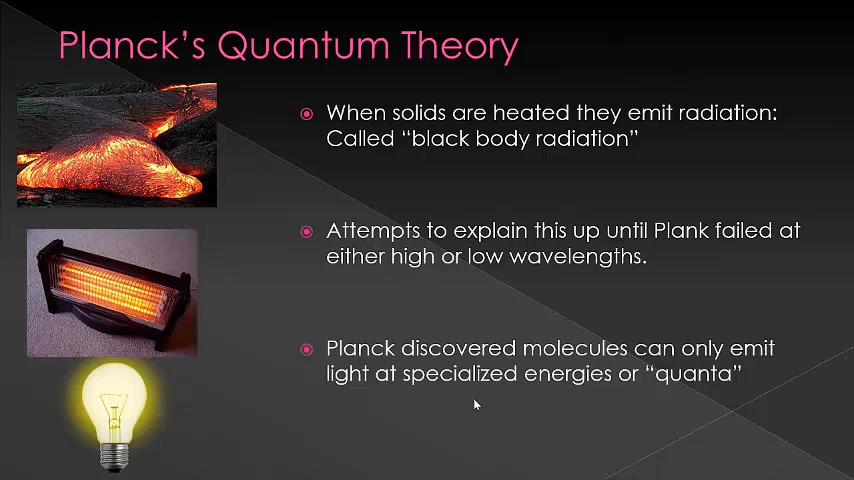 Planck's Quantum Theory
When solids are heated they emit radiation:
Called “black body radiation”
Attempts to explain this up until Plank failed at
either high or low wavelengths.
Planck discovered molecules can only emit
light at specialized energies or “quanta”